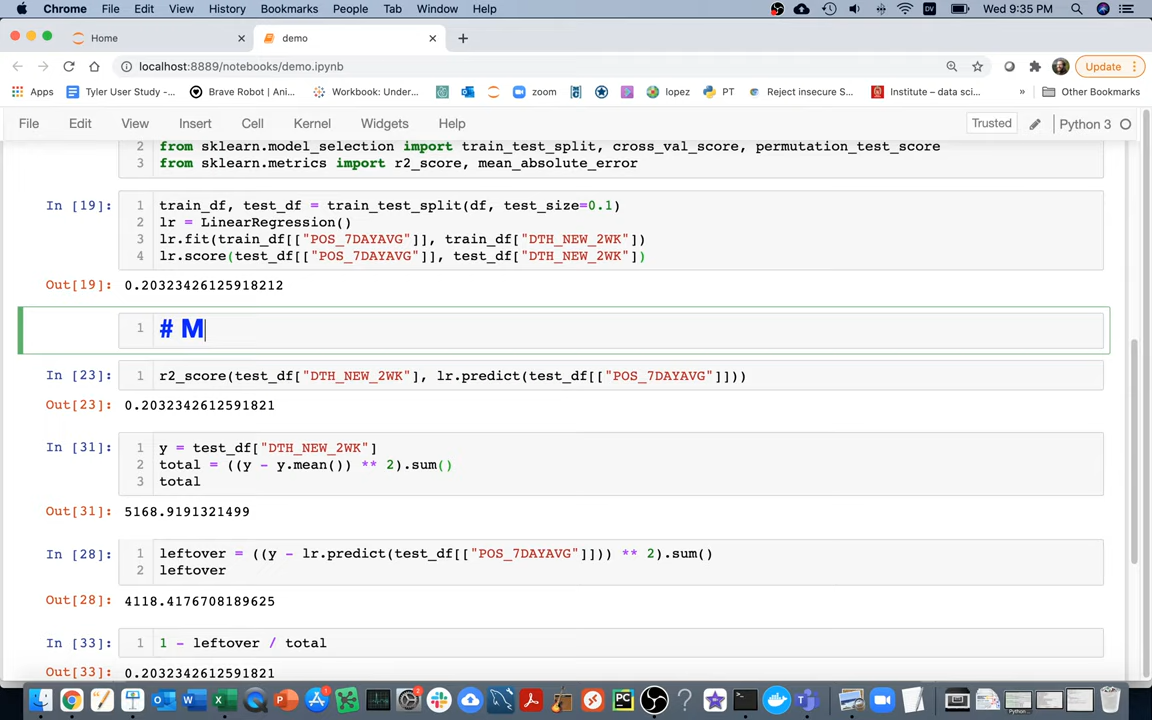 Chrome File Edit View History Bookmarks People Tab Window Help DV Wed 9:35 PM
Home demo
localhost:8889/notebooks/demo.ipynb Update
Apps Tyler User Study -... Brave Robot | Ani... Workbook: Under... zoom lopez PT Reject insecure S... Institute – data sci... » Other Bookmarks
File Edit View Insert Cell Kernel Widgets Help Trusted Python 3
2 from sklearn.model_selection import train_test_split, cross_val_score, permutation_test_score
3 from sklearn.metrics import r2_score, mean_absolute_error
In [19]: 1 train_df, test_df = train_test_split(df, test_size=0.1)
2 lr = LinearRegression()
3 lr.fit(train_df[["POS_7DAYAVG"]], train_df["DTH_NEW_2WK"])
4 lr.score(test_df[["POS_7DAYAVG"]], test_df["DTH_NEW_2WK"])
Out[19]: 0.20323426125918212
1 # M
In [23]: 1 r2_score(test_df["DTH_NEW_2WK"], lr.predict(test_df[["POS_7DAYAVG"]]))
Out[23]: 0.2032342612591821
In [31]: 1 y = test_df["DTH_NEW_2WK"]
2 total = ((y - y.mean()) ** 2).sum()
3 total
Out[31]: 5168.9191321499
In [28]: 1 leftover = ((y - lr.predict(test_df[["POS_7DAYAVG"]])) ** 2).sum()
2 leftover
Out[28]: 4118.4176708189625
In [33]: 1 1 - leftover / total
Out[33]: 0.2032342612591821